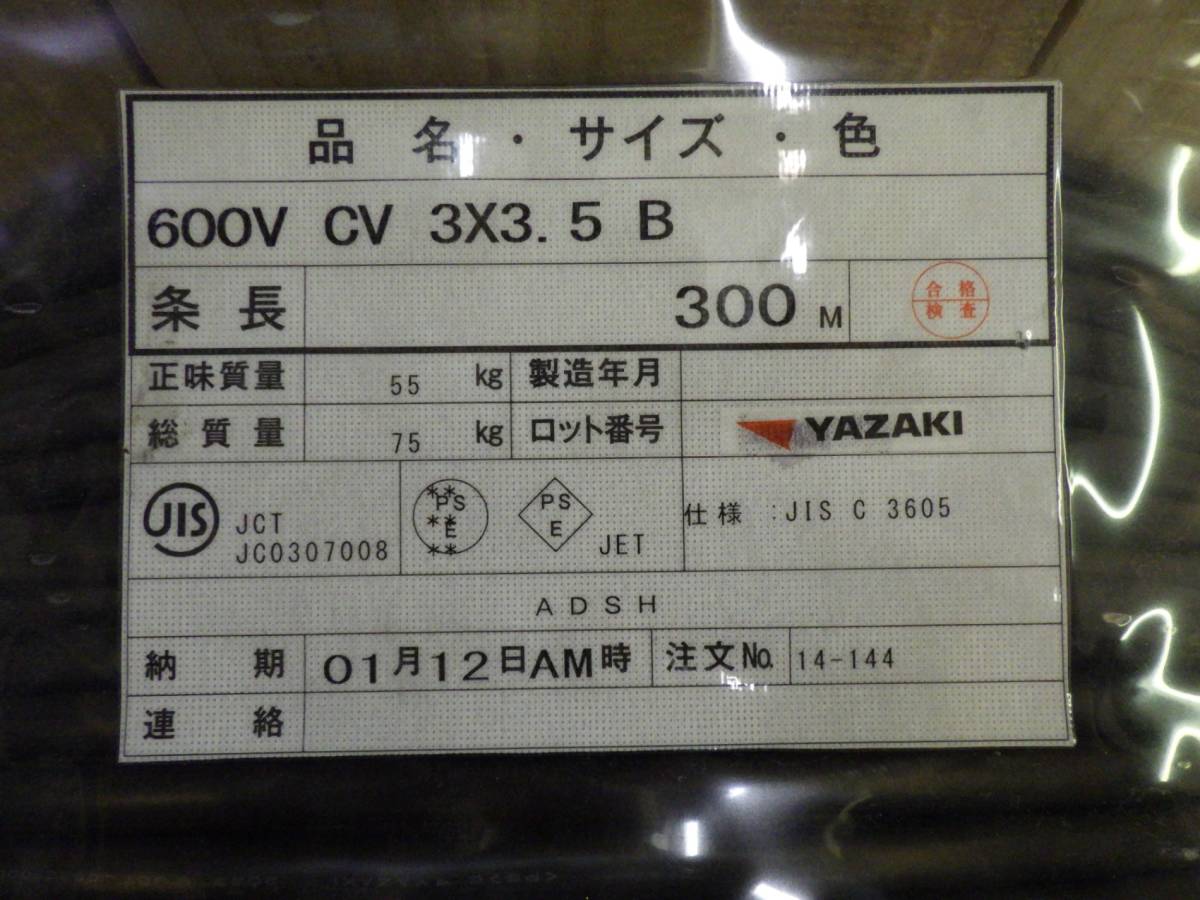 品 名 ・ サイズ ・ 色
600V CV 3X3.5 B
条 長 300 M 合格 検査
正味質量 55 kg 製造年月
総 質 量 75 kg ロット番号 YAZAKI
JIS JCT JC0307008 ** PS ** E ** PS E JET 仕様 :JIS C 3605
ADSH
納 期 01月12日AM時 注文No. 14-144
連 絡